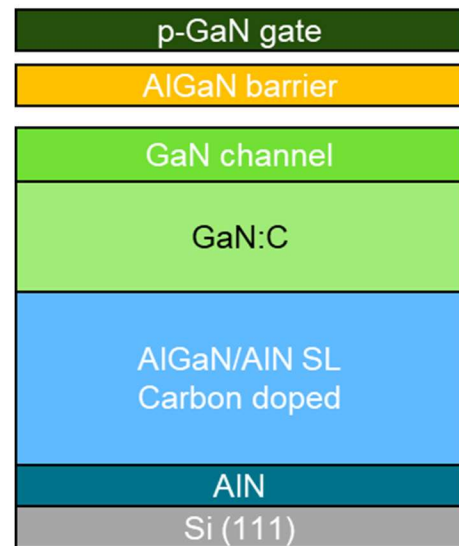 p-GaN gate
AlGaN barrier
GaN channel
GaN:C
AlGaN/AlN SL
Carbon doped
AlN
Si (111)